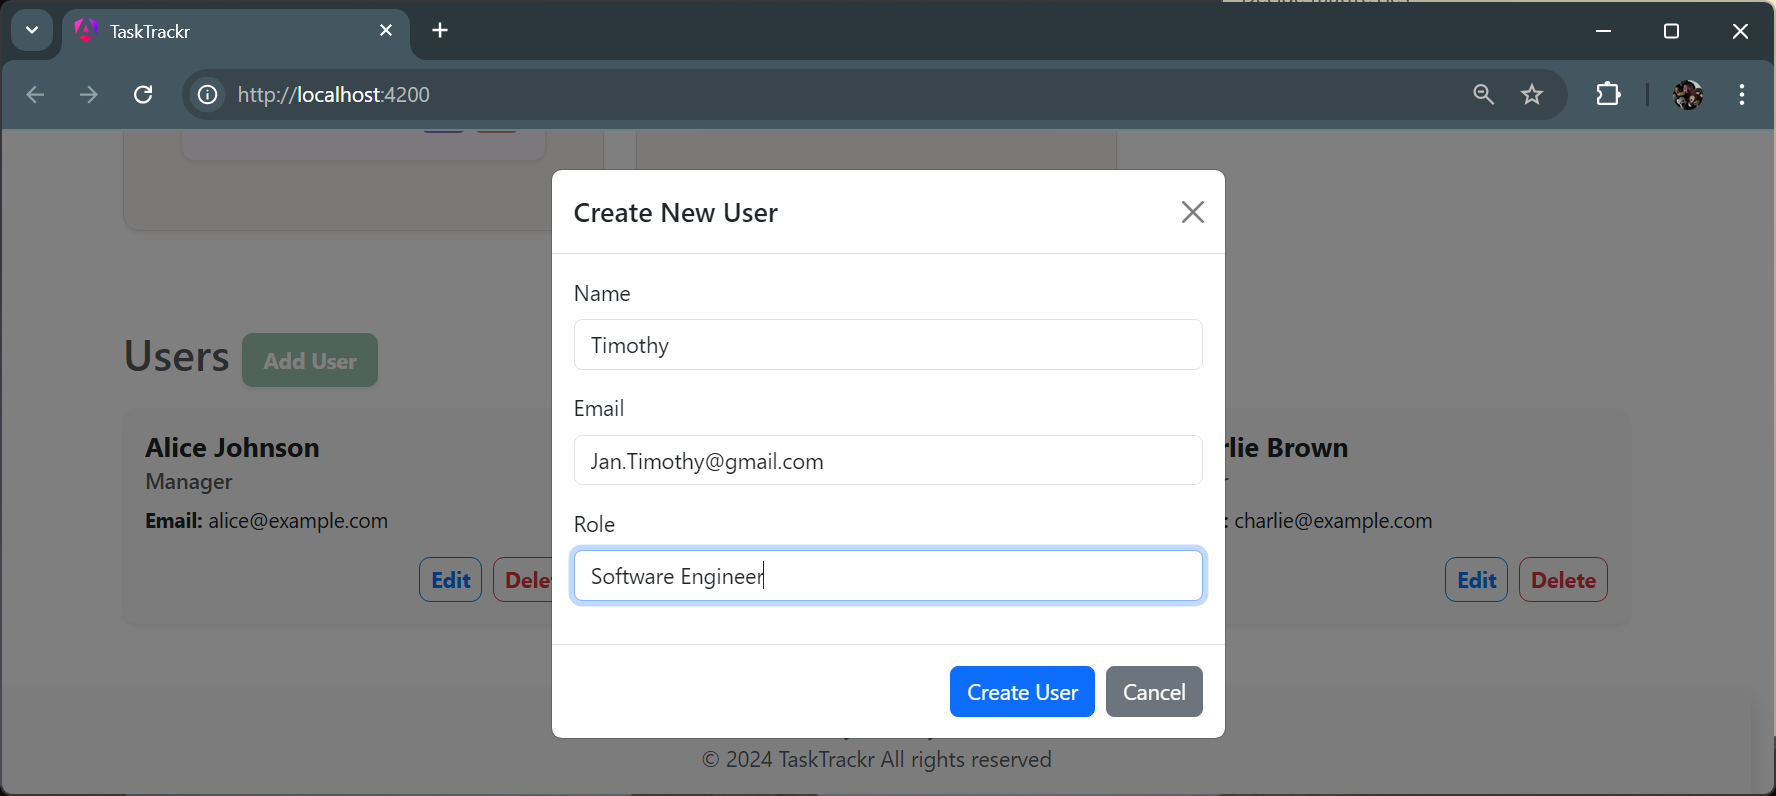 TaskTrackr
http://localhost:4200
Create New User
Name
Timothy
Email
Jan.Timothy@gmail.com
Role
Software Engineer
Create User
Cancel
Users
Add User
Alice Johnson
Manager
Email: alice@example.com
Edit
rlie Brown
charlie@example.com
Edit
Delete
© 2024 TaskTrackr All rights reserved